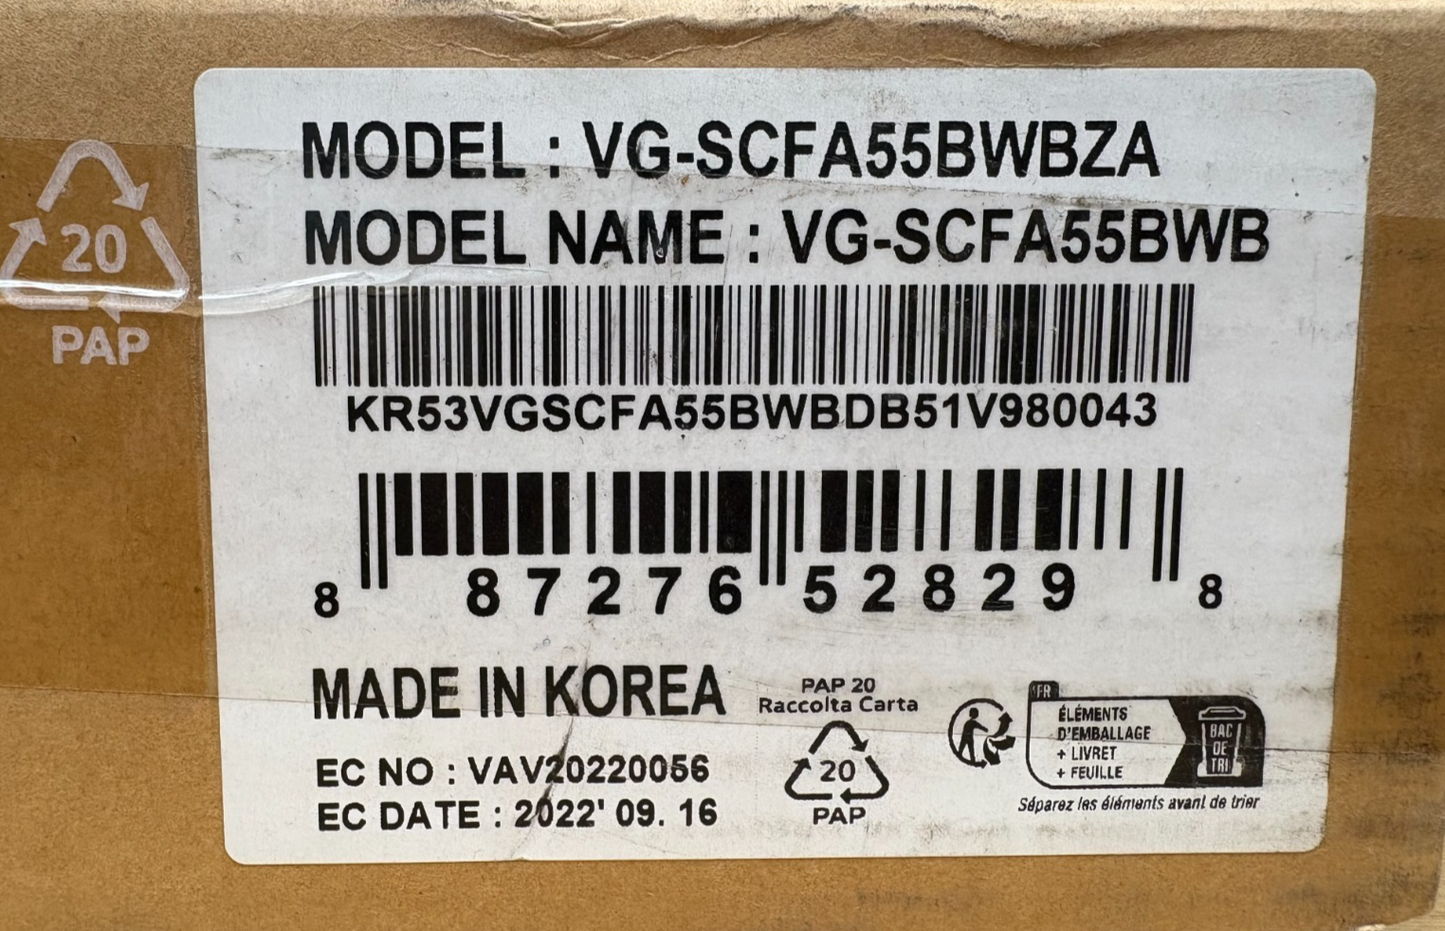 MODEL : VG-SCFA55BWBZA
MODEL NAME : VG-SCFA55BWB
20
PAP
KR53VGSCFA55BWBDB51V980043
8 87276 52829 8
MADE IN KOREA
EC NO : VAV20220056
EC DATE : 2022' 09. 16
PAP 20
Raccolta Carta
20
PAP
FR
ÉLÉMENTS
D'EMBALLAGE
+ LIVRET
+ FEUILLE
BAC
DE
TRI
Séparez les éléments avant de trier